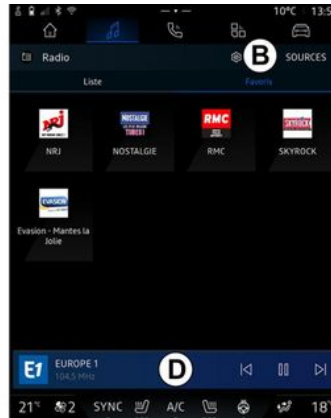 10°C 13:5
Radio
B
SOURCES
Liste
Favoris
NRJ
NOSTALGIE
RMC
SKYROCK
NRJ
NOSTALGIE
RMC
SKYROCK
EVASION
Evasion - Mantes la
Jolie
E1
EUROPE 1
104.5 MHz
D
21°C
2
SYNC
A/C
18°